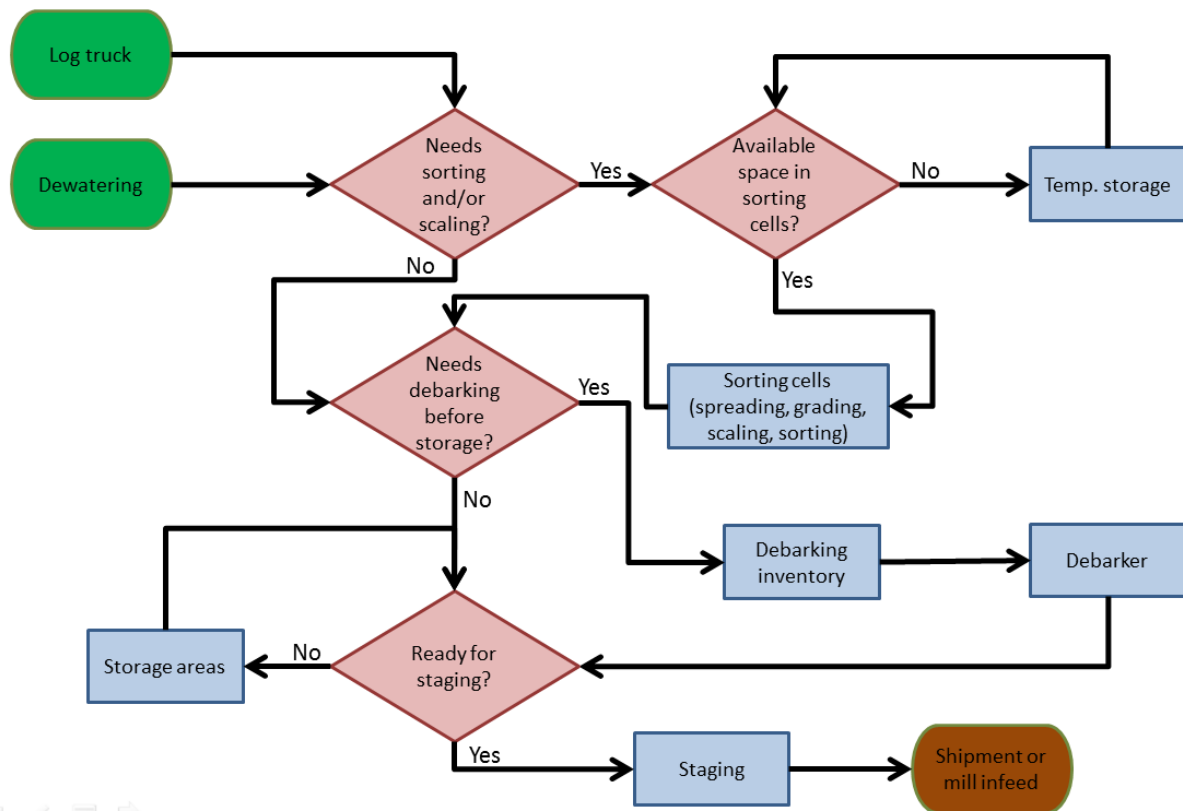 Log truck
Dewatering
Needs
sorting
and/or
scaling?
Yes
No
Available
space in
sorting
cells?
No
Yes
Temp. storage
Needs
debarking
before
storage?
Yes
No
Sorting cells
(spreading, grading,
scaling, sorting)
Debarking
inventory
Debarker
Ready for
staging?
No
Yes
Storage areas
Staging
Shipment or
mill infeed